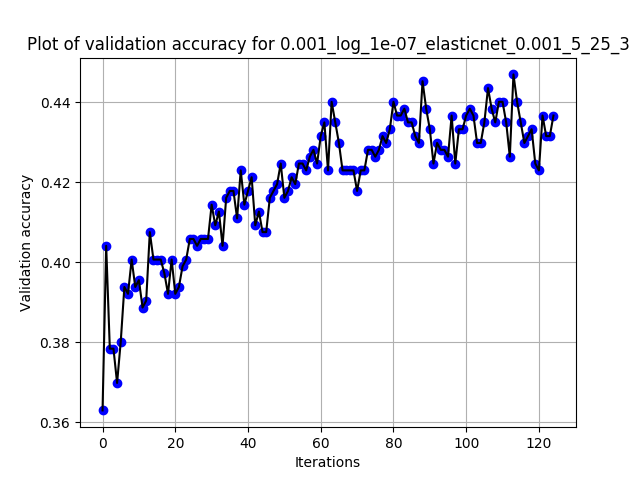 Plot of validation accuracy for 0.001_log_1e-07_elasticnet_0.001_5_25_3
0.44
0.42
0.40
0.38
0.36
Validation accuracy
0 20 40 60 80 100 120
Iterations